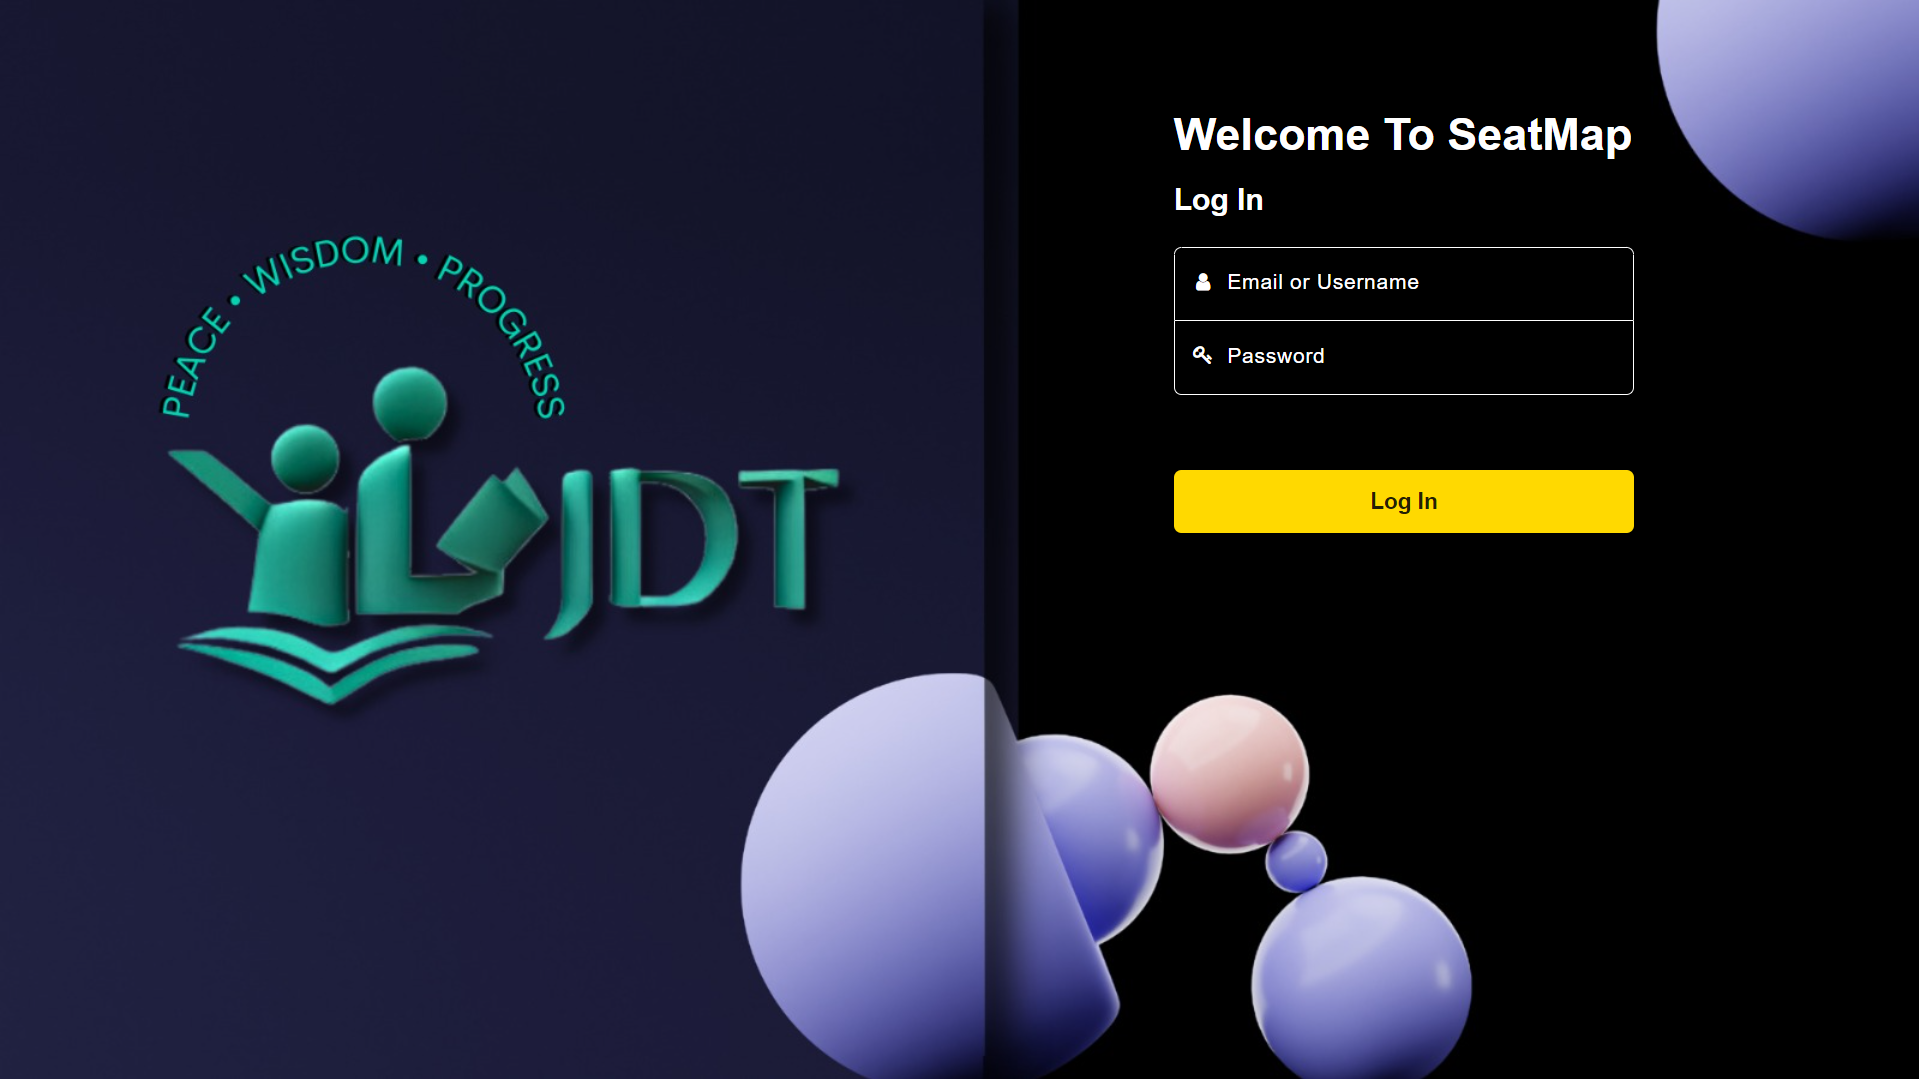 PEACE • WISDOM • PROGRESS
JDT
Welcome To SeatMap
Log In
Email or Username
Password
Log In